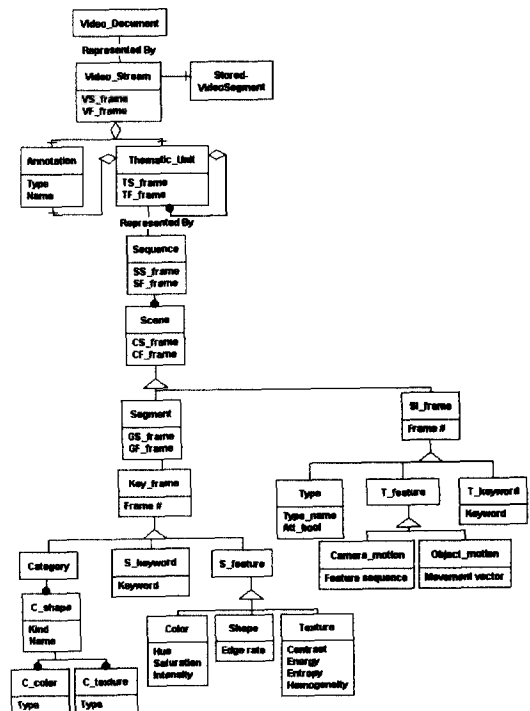 Video_Document
Represented By
Video_Stream
VS_frame
VF_frame
Stored-
VideoSegment
Annotation
Type
Name
Thematic_Unit
TS_frame
TF_frame
Represented By
Sequence
SS_frame
SF_frame
Scene
CS_frame
CF_frame
Segment
GS_frame
GF_frame
SI_frame
Frame #
Key_frame
Frame #
Type
Type_name
Att_bool
T_feature
T_keyword
Keyword
Camera_motion
Feature sequence
Object_motion
Movement vector
Category
S_keyword
Keyword
S_feature
C_shape
Kind
Name
Color
Hue
Saturation
Intensity
Shape
Edge rate
Texture
Contrast
Energy
Entropy
Homogeneity
C_color
Type
C_texture
Type